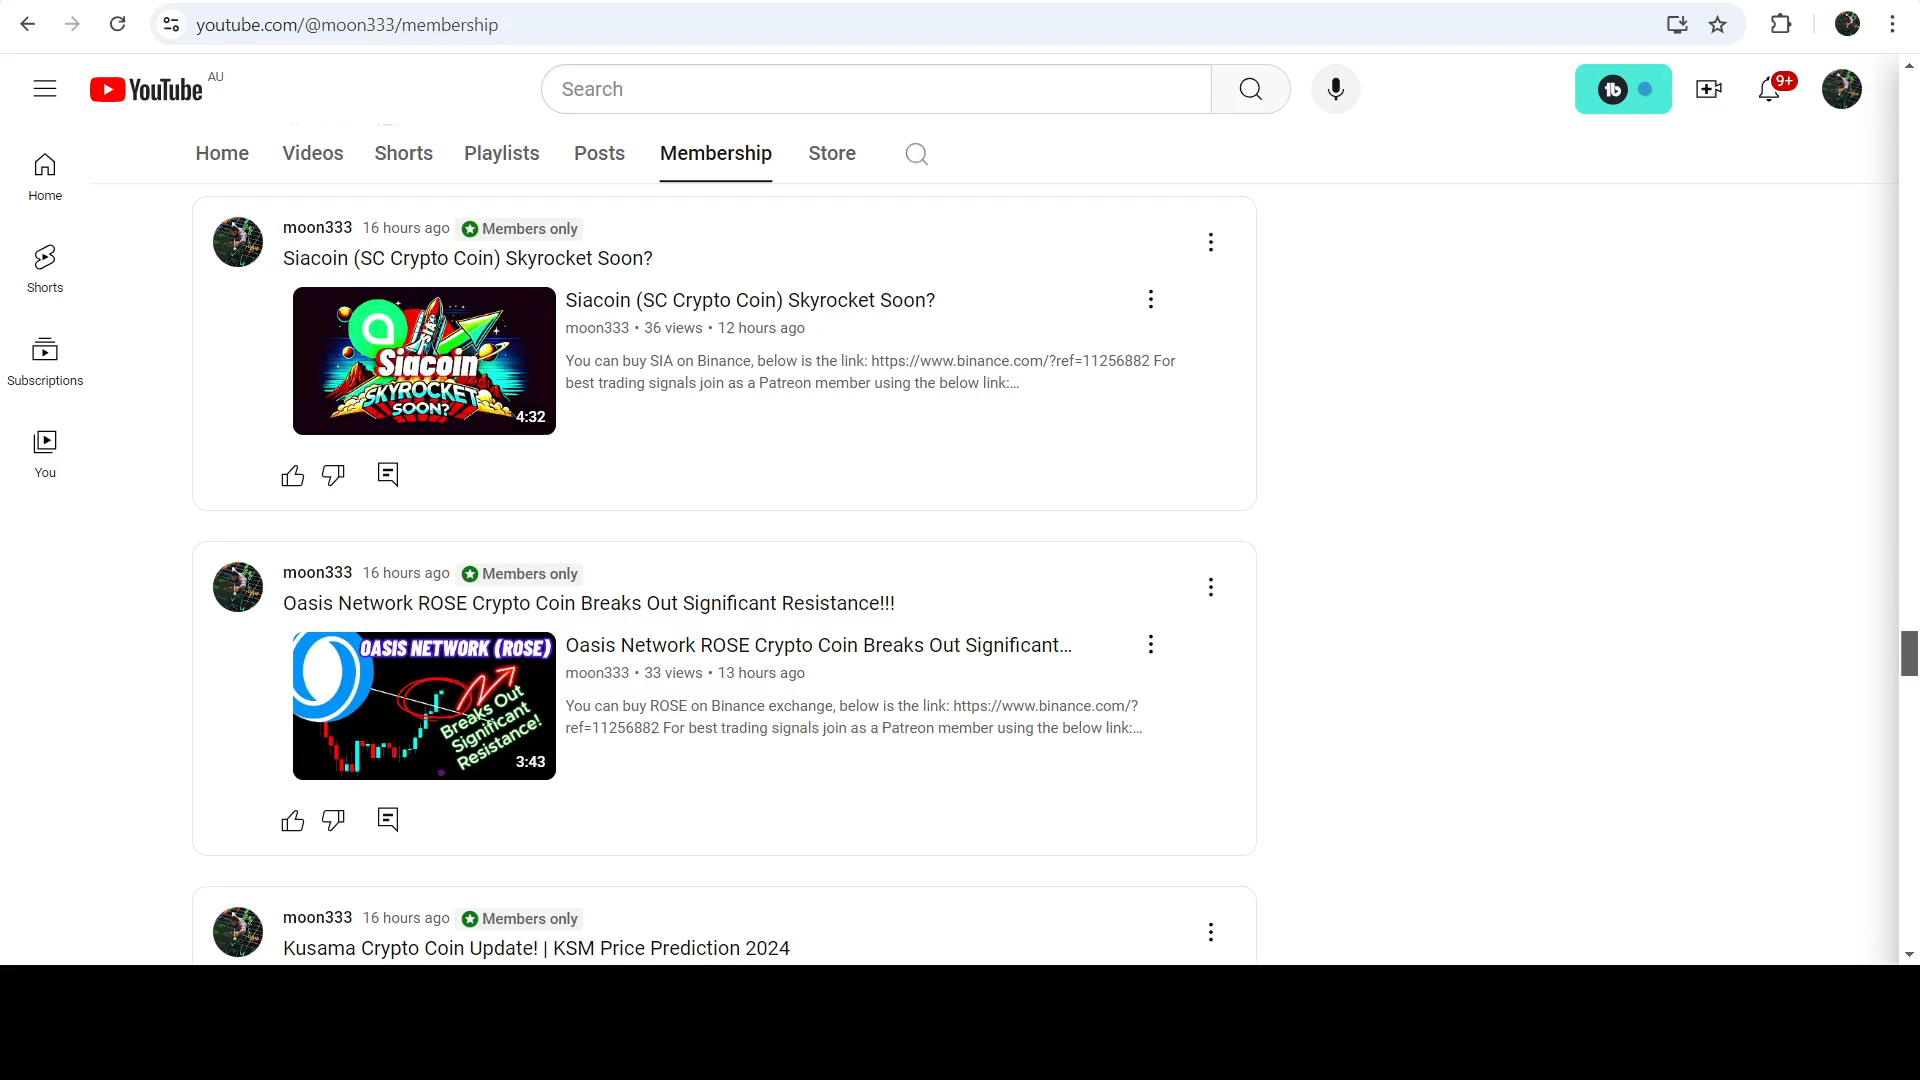 youtube.com/@moon333/membership
YouTube AU
Search
9+
Home
Videos
Shorts
Playlists
Posts
Membership
Store
Home
Shorts
Subscriptions
You
moon333 16 hours ago Members only
Siacoin (SC Crypto Coin) Skyrocket Soon?
SIA
Siacoin
SKYROCKET
SOON?
4:32
Siacoin (SC Crypto Coin) Skyrocket Soon?
moon333 • 36 views • 12 hours ago
You can buy SIA on Binance, below is the link: https://www.binance.com/?ref=11256882 For
best trading signals join as a Patreon member using the below link:...
moon333 16 hours ago Members only
Oasis Network ROSE Crypto Coin Breaks Out Significant Resistance!!!
OASIS NETWORK (ROSE)
Breaks Out
Significant
Resistance!
3:43
Oasis Network ROSE Crypto Coin Breaks Out Significant...
moon333 • 33 views • 13 hours ago
You can buy ROSE on Binance exchange, below is the link: https://www.binance.com/?
ref=11256882 For best trading signals join as a Patreon member using the below link:...
moon333 16 hours ago Members only
Kusama Crypto Coin Update! | KSM Price Prediction 2024